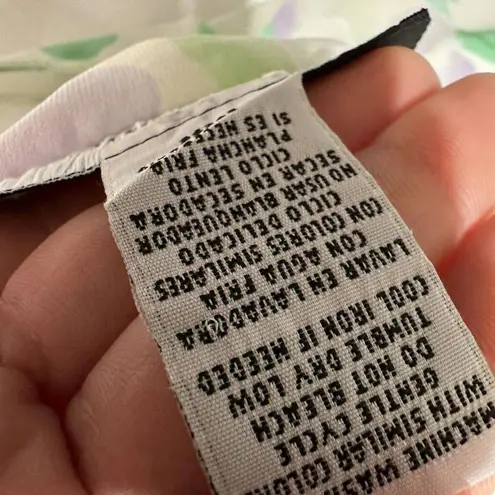 MACHINE WASH
WITH SIMILAR COLOR
GENTLE CYCLE
DO NOT BLEACH
TUMBLE DRY LOW
COOL IRON IF NEEDED
LAVAR EN LAVADORA
CON AGUA FRIA
CON COLORES SIMILARES
CICLO DELICADO
NO USAR BLANQUEADOR
SECAR EN SECADORA
CICLO LENTO
PLANCHA FRIA
SI ES NECE